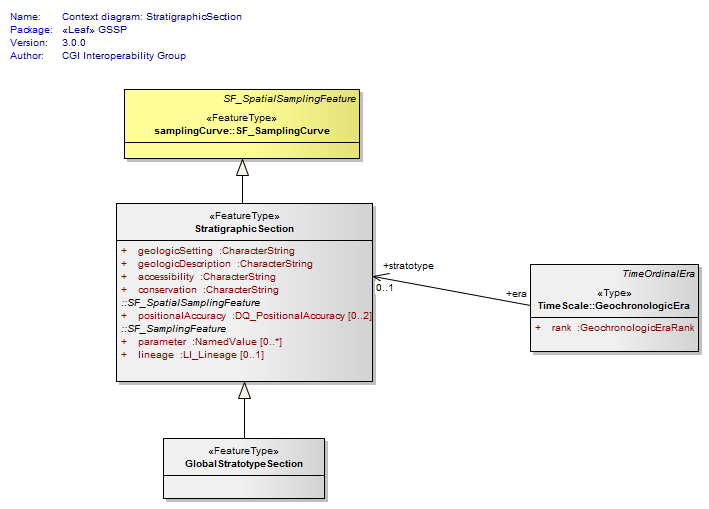 Name: Context diagram: StratigraphicSection
Package: «Leaf» GSSP
Version: 3.0.0
Author: CGI Interoperability Group
SF_SpatialSamplingFeature
«FeatureType»
samplingCurve::SF_SamplingCurve
«FeatureType»
StratigraphicSection
+ geologicSetting :CharacterString
+ geologicDescription :CharacterString
+ accessibility :CharacterString
+ conservation :CharacterString
::SF_SpatialSamplingFeature
+ positionalAccuracy :DQ_PositionalAccuracy [0..2]
::SF_SamplingFeature
+ parameter :NamedValue [0..*]
+ lineage :LI_Lineage [0..1]
+stratotype
0..1
+era
TimeOrdinalEra
«Type»
TimeScale::GeochronologicEra
+ rank :GeochronologicEraRank
«FeatureType»
GlobalStratotypeSection